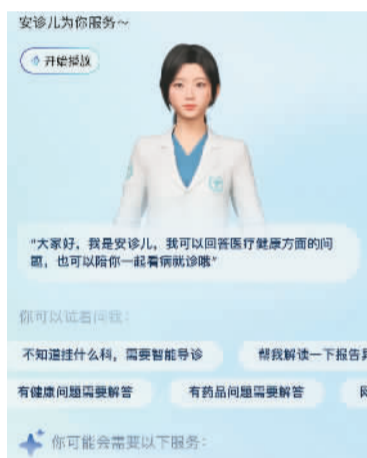 安诊儿为你服务～
开始播放
“大家好，我是安诊儿，我可以回答医疗健康方面的问
题，也可以陪你一起看病就诊哦”
你可以试着问我：
不知道挂什么科，需要智能导诊
帮我解读一下报告
有健康问题需要解答
有药品问题需要解答
你可能会需要以下服务：